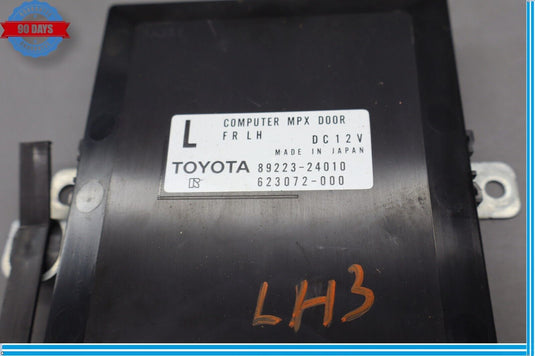 90 DAYS
L
COMPUTER MPX DOOR
FR LH DC12V
MADE IN JAPAN
TOYOTA 89223-24010
623072-000
LH3